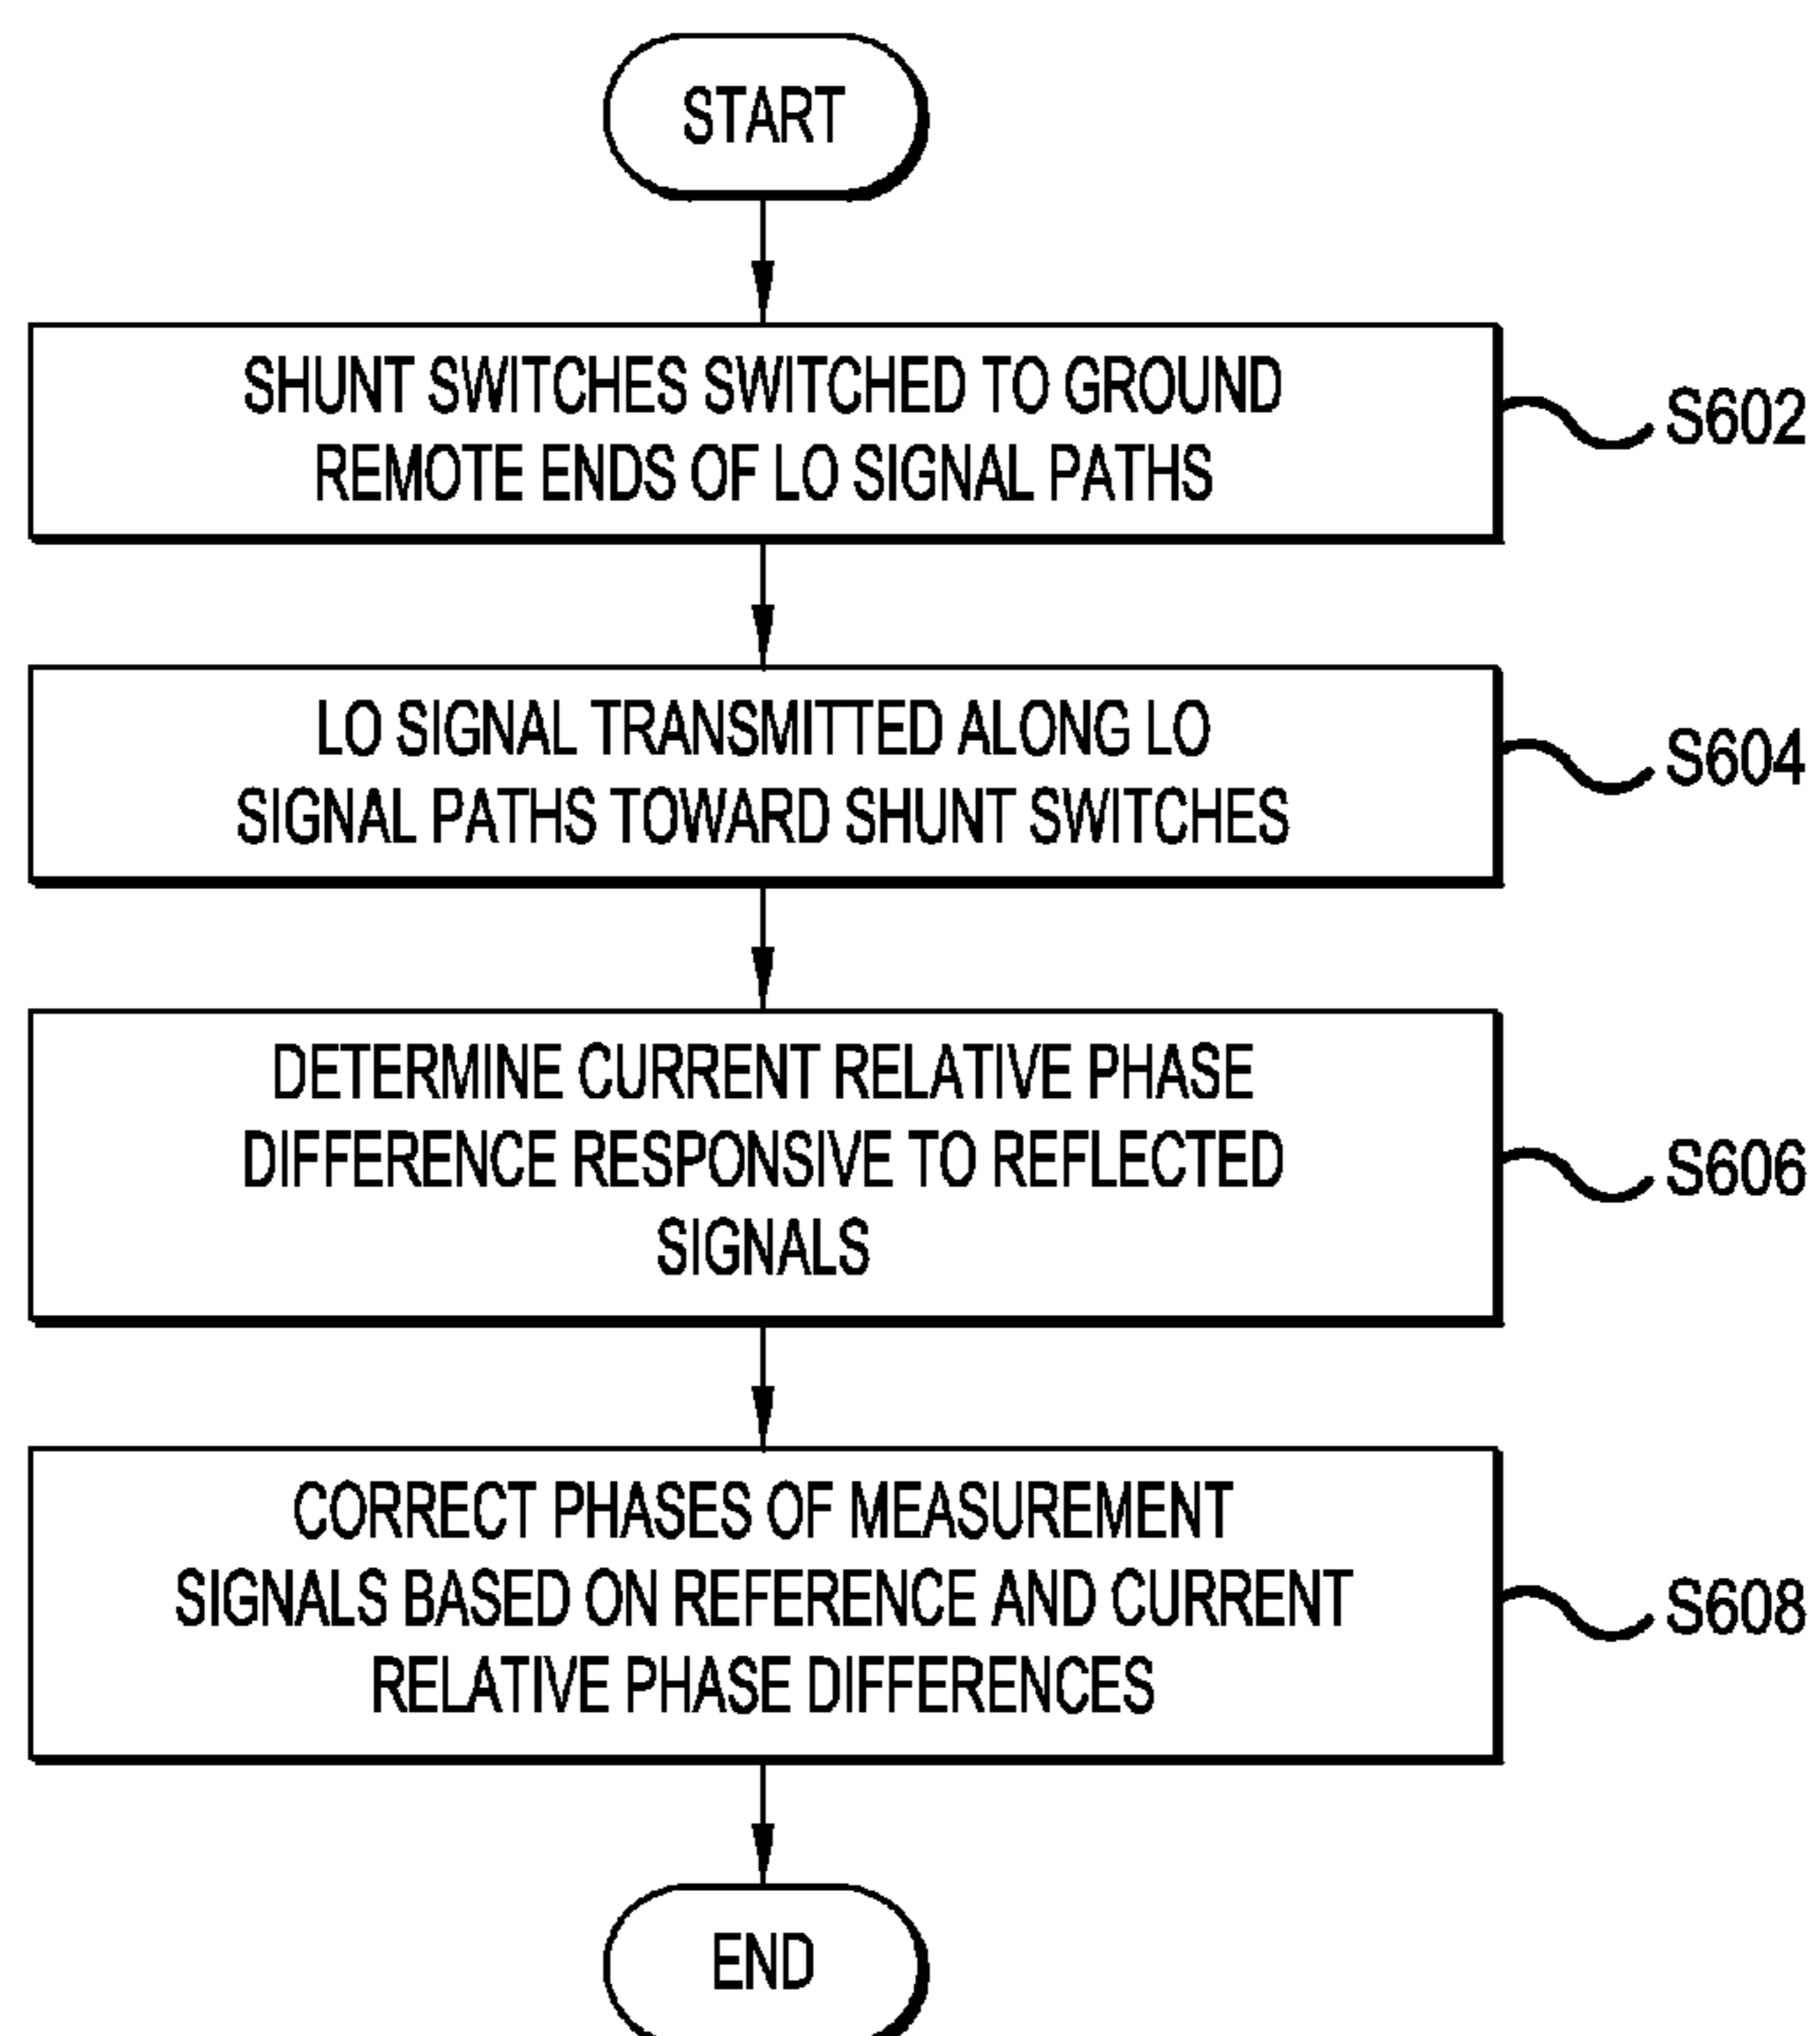 START
SHUNT SWITCHES SWITCHED TO GROUND
REMOTE ENDS OF LO SIGNAL PATHS
S602
LO SIGNAL TRANSMITTED ALONG LO
SIGNAL PATHS TOWARD SHUNT SWITCHES
S604
DETERMINE CURRENT RELATIVE PHASE
DIFFERENCE RESPONSIVE TO REFLECTED
SIGNALS
S606
CORRECT PHASES OF MEASUREMENT
SIGNALS BASED ON REFERENCE AND CURRENT
RELATIVE PHASE DIFFERENCES
S608
END